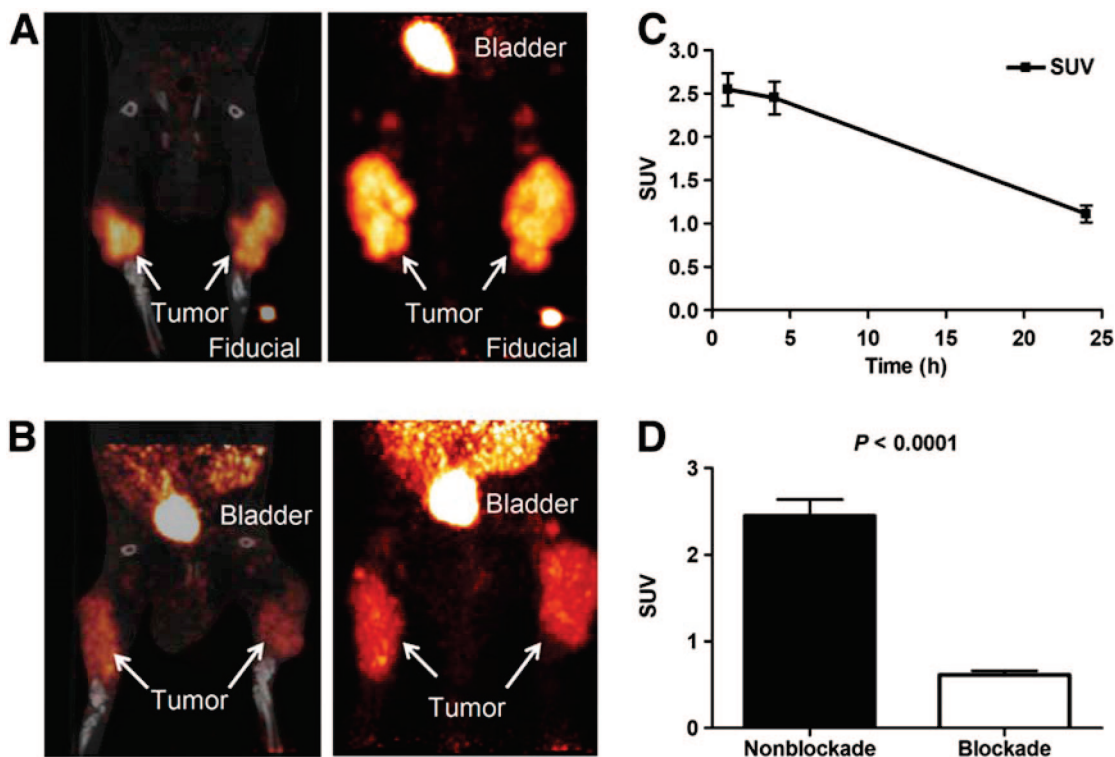 A
Bladder
Tumor
Fiducial
Tumor
Fiducial
B
Bladder
Tumor
Bladder
Tumor
C
3.0
2.5
2.0
1.5
1.0
0.5
0.0
SUV
SUV
0 5 10 15 20 25
Time (h)
D
P < 0.0001
3
2
1
0
SUV
Nonblockade Blockade